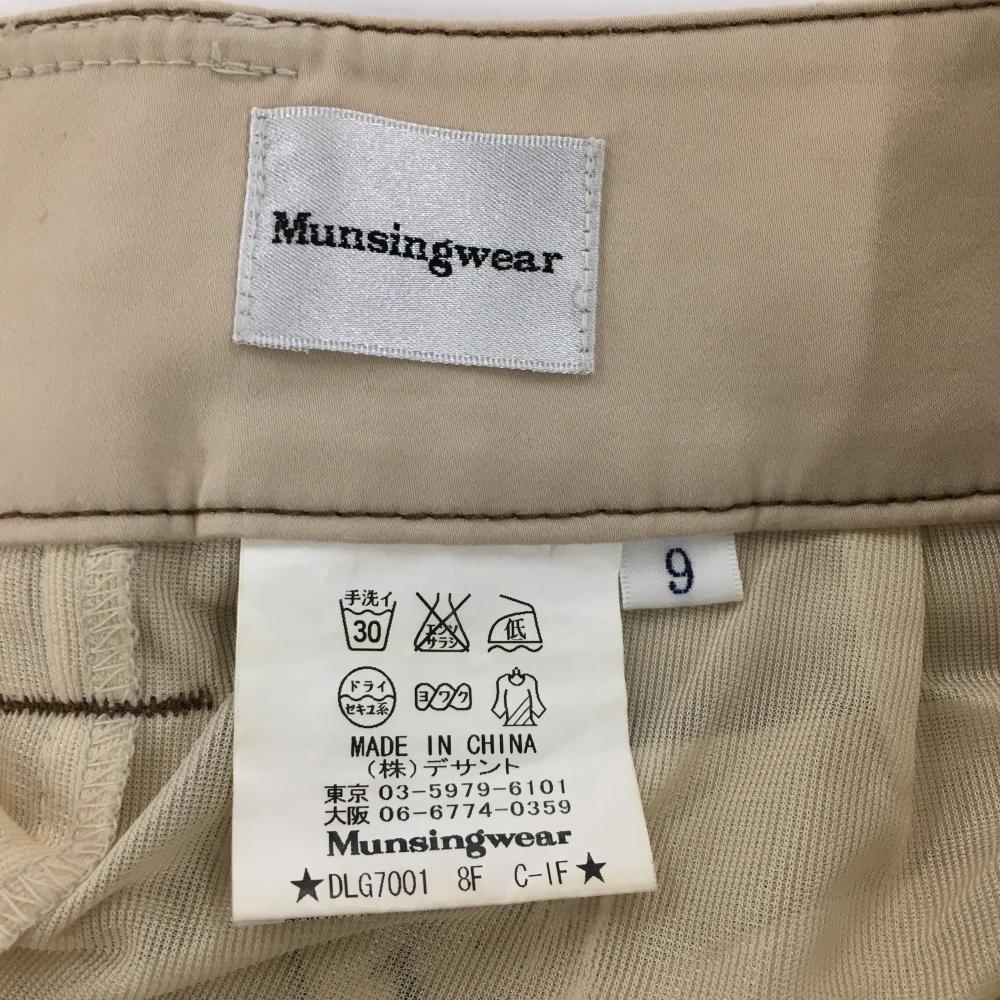 Munsingwear
9
手洗イ
30
エンソ
サラシ
低
ドライ
セキユ系
ヨワク
MADE IN CHINA
(株)デサント
東京 03-5979-6101
大阪 06-6774-0359
Munsingwear
★DLG7001 8F C-IF★